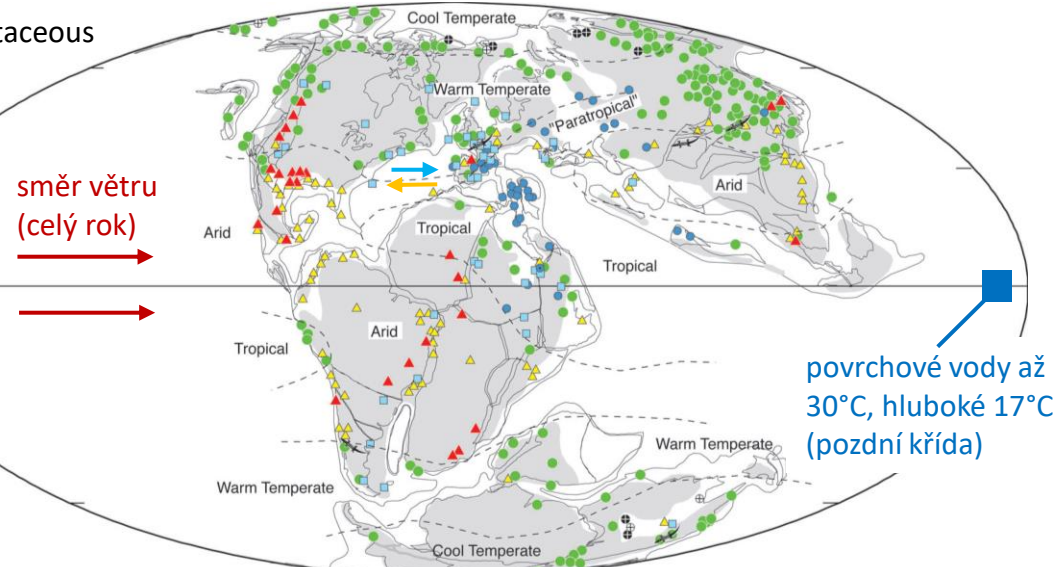 taceous
Cool Temperate
Warm Temperate
"Paratropical"
směr větru
(celý rok)
Arid
Arid
Tropical
Tropical
Arid
Tropical
povrchové vody až
30°C, hluboké 17°C
(pozdní křída)
Warm Temperate
Warm Temperate
Cool Temperate